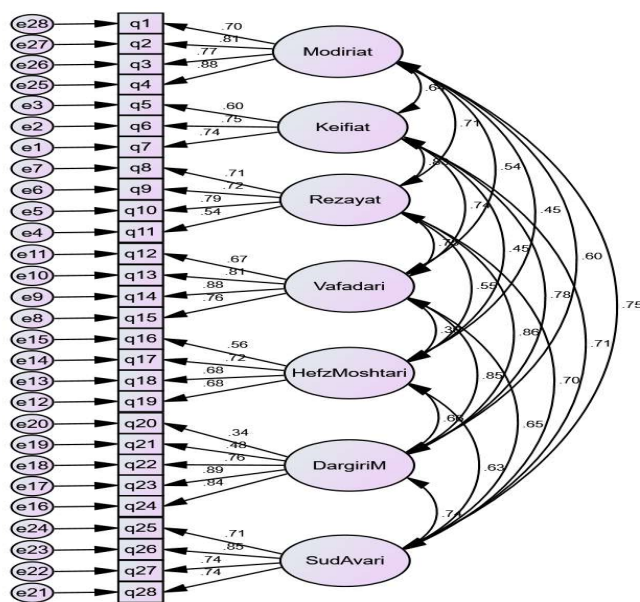 e28 q1 .70 Modiriat
e27 q2 .81
e26 q3 .77
e25 q4 .88
e3 q5 .60 Keifiat
e2 q6 .75
e1 q7 .74
e7 q8 .71 Rezayat
e6 q9 .72
e5 q10 .79
e4 q11 .54
e11 q12 .67 Vafadari
e10 q13 .81
e9 q14 .88
e8 q15 .76
e15 q16 .56 HefzMoshtari
e14 q17 .72
e13 q18 .68
e12 q19 .68
e20 q20 .34 DargiriM
e19 q21 .48
e18 q22 .76
e17 q23 .89
e16 q24 .84
e24 q25 .71 SudAvari
e23 q26 .85
e22 q27 .74
e21 q28 .74
.71
.54
.45
.60
.75
.74
.45
.78
.71
.55
.86
.70
.85
.65
.63
.74